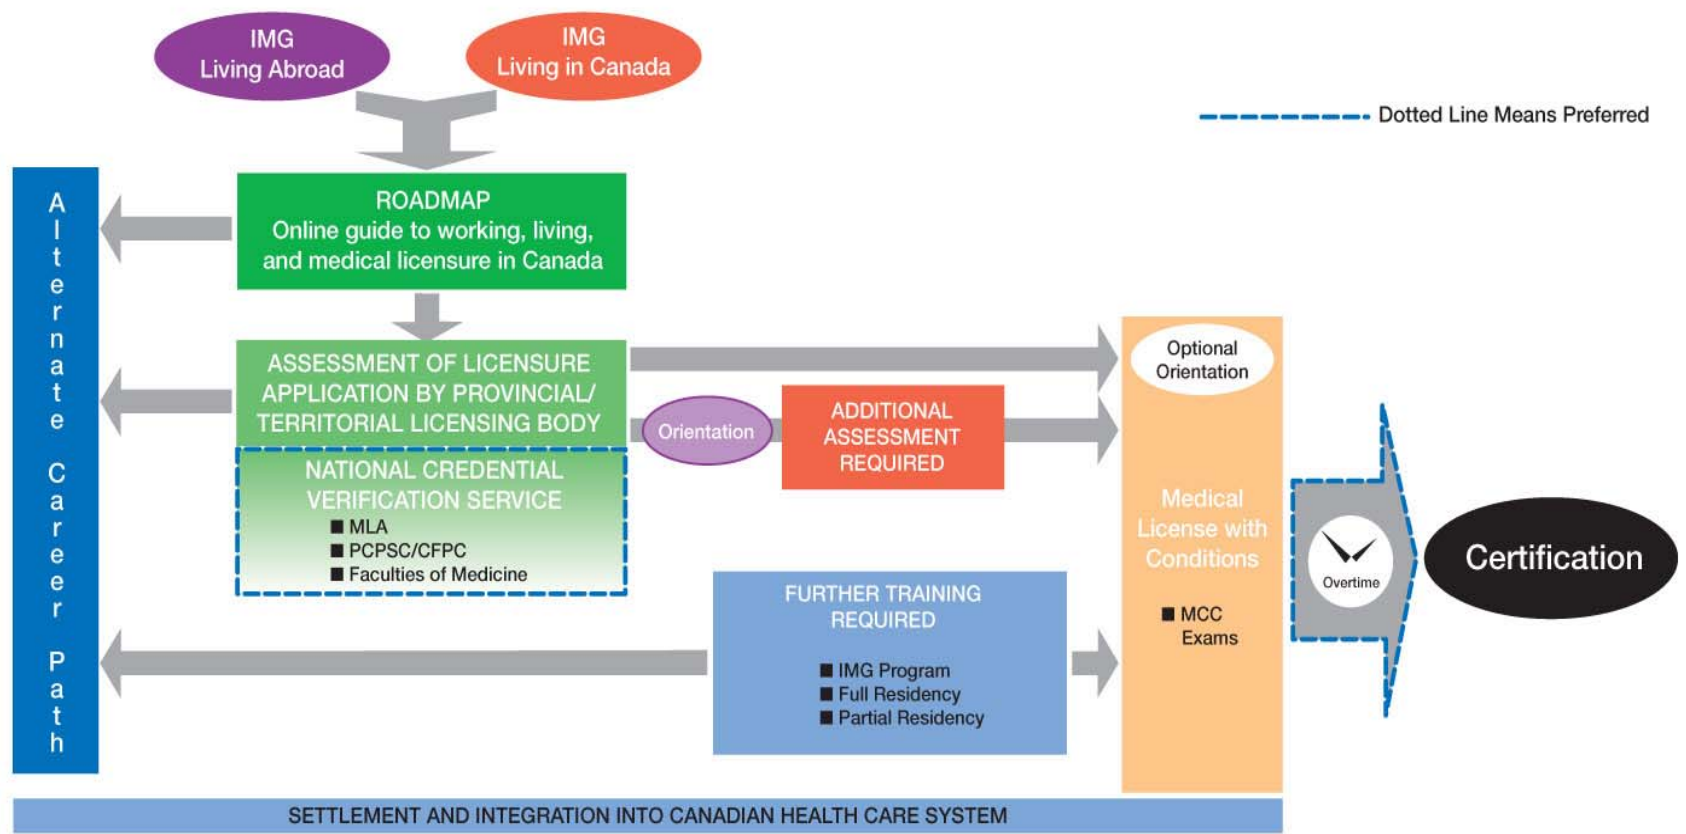 IMG
Living Abroad
IMG
Living in Canada
Dotted Line Means Preferred
Alternate Career Path
ROADMAP
Online guide to working, living,
and medical licensure in Canada
ASSESSMENT OF LICENSURE
APPLICATION BY PROVINCIAL/
TERRITORIAL LICENSING BODY
NATIONAL CREDENTIAL
VERIFICATION SERVICE
■ MLA
■ PCPSC/CFPC
■ Faculties of Medicine
Orientation
ADDITIONAL
ASSESSMENT
REQUIRED
FURTHER TRAINING
REQUIRED
■ IMG Program
■ Full Residency
■ Partial Residency
Optional
Orientation
Medical
License with
Conditions
■ MCC
Exams
Overtime
Certification
SETTLEMENT AND INTEGRATION INTO CANADIAN HEALTH CARE SYSTEM